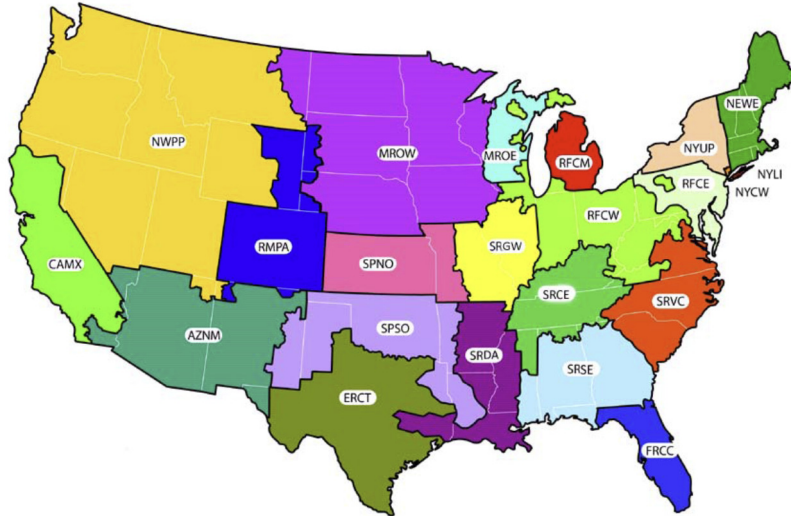 NEWE
NWPP
NYUP
MROW
MROE
RFCM
NYLI
RFCE
NYCW
RFCW
RMPA
SRGW
CAMX
SPNO
SRCE
SRVC
SPSO
AZNM
SRDA
SRSE
ERCT
FRCC